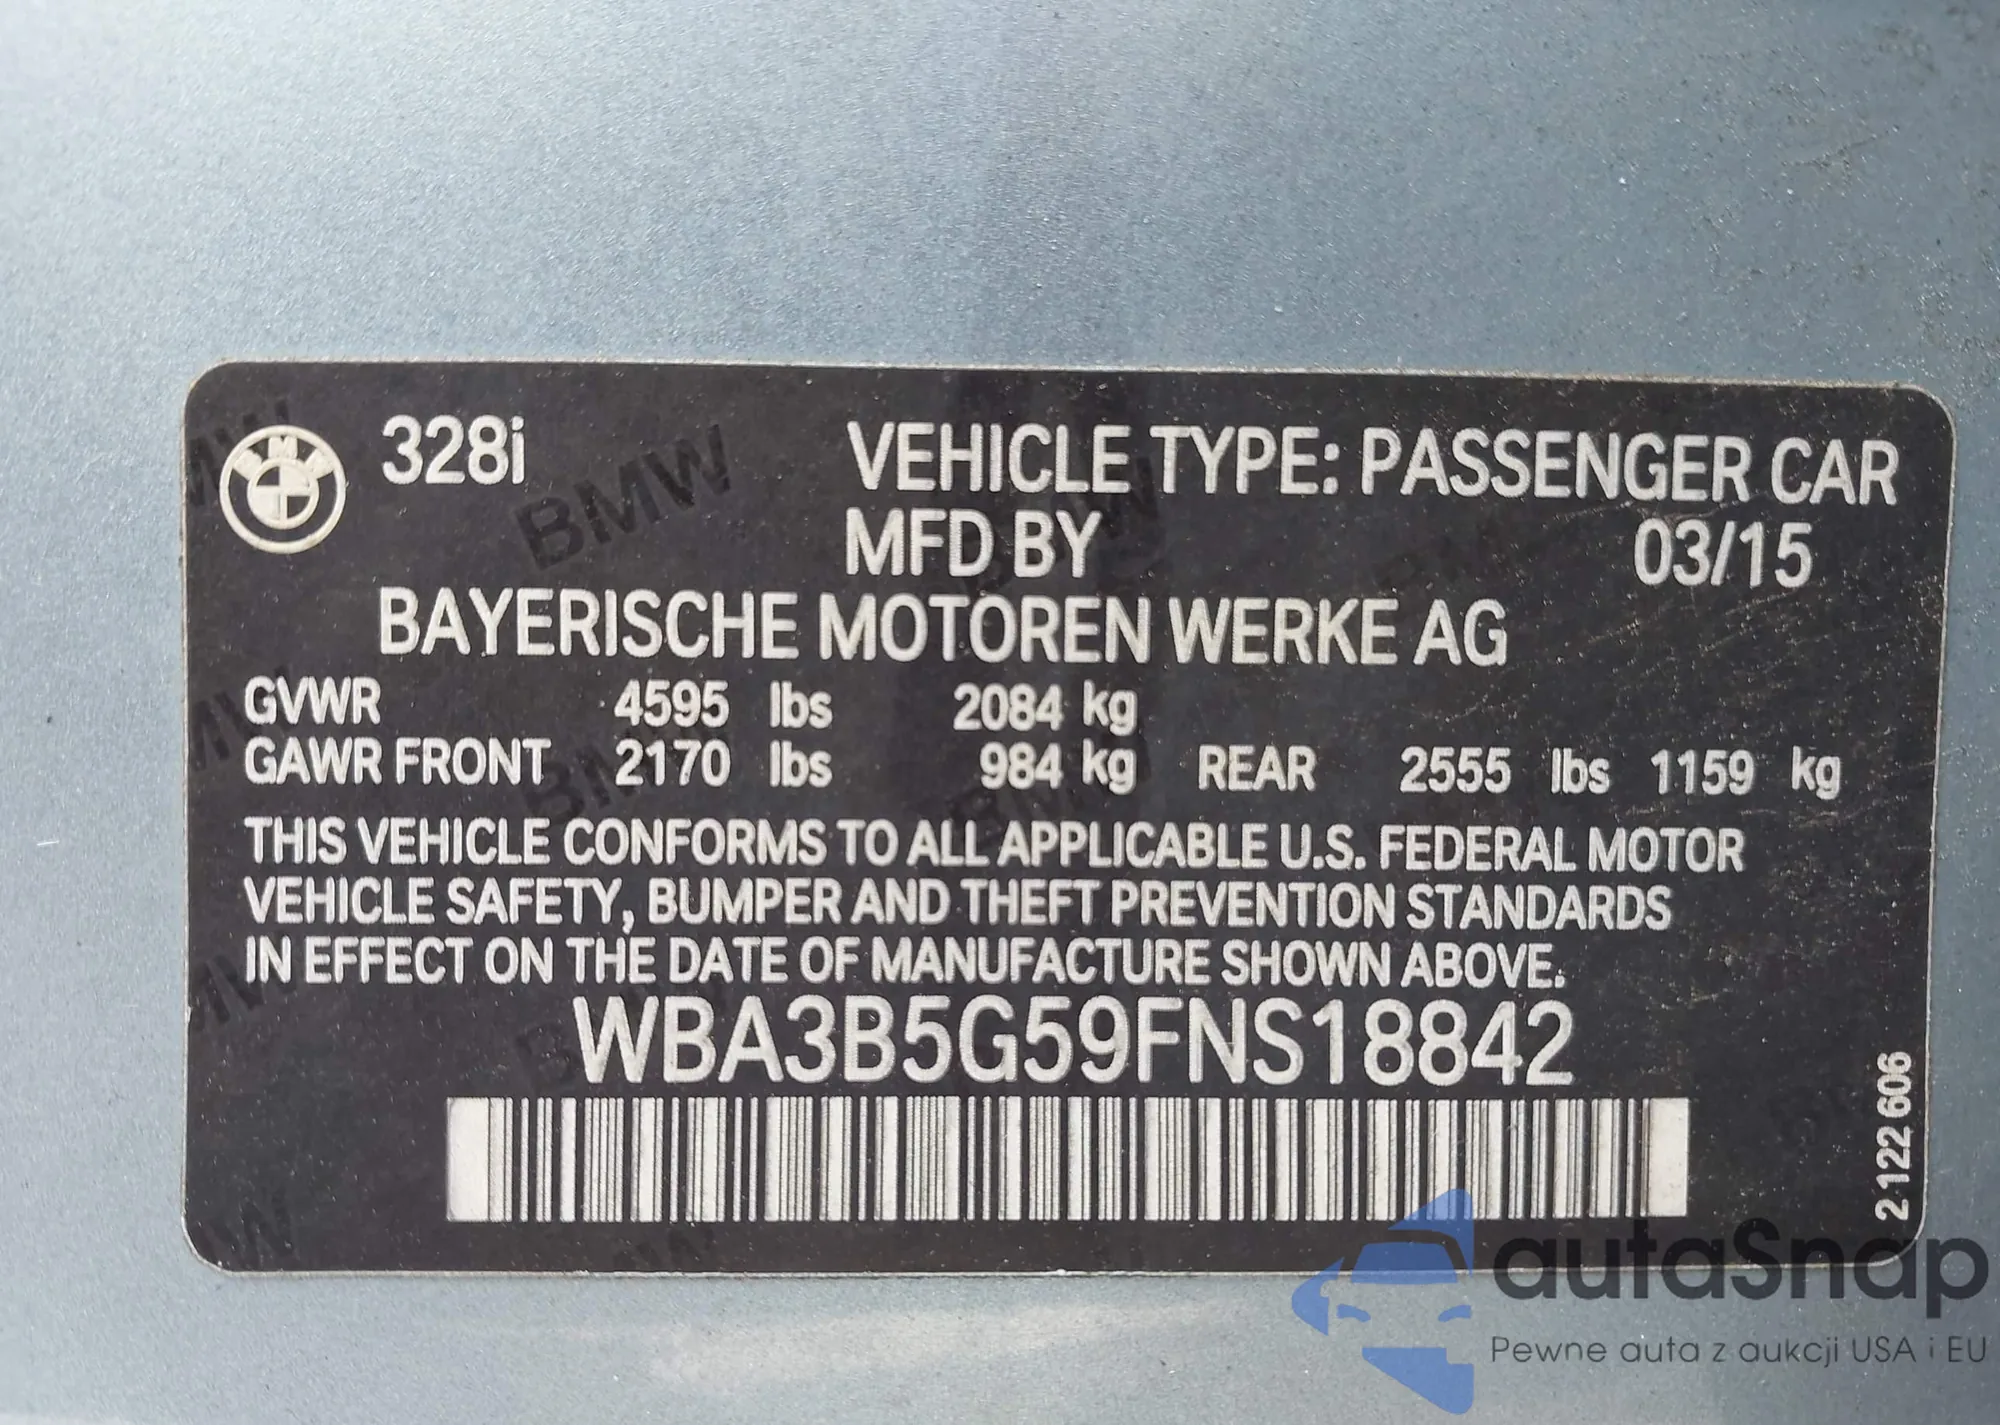 BMW
328i
VEHICLE TYPE: PASSENGER CAR
MFD BY 03/15
BAYERISCHE MOTOREN WERKE AG
GVWR 4595 lbs 2084 kg
GAWR FRONT 2170 lbs 984 kg REAR 2555 lbs 1159 kg
THIS VEHICLE CONFORMS TO ALL APPLICABLE U.S. FEDERAL MOTOR
VEHICLE SAFETY, BUMPER AND THEFT PREVENTION STANDARDS
IN EFFECT ON THE DATE OF MANUFACTURE SHOWN ABOVE.
WBA3B5G59FNS18842
2 122 606
autaSnap
Pewne auta z aukcji USA i EU